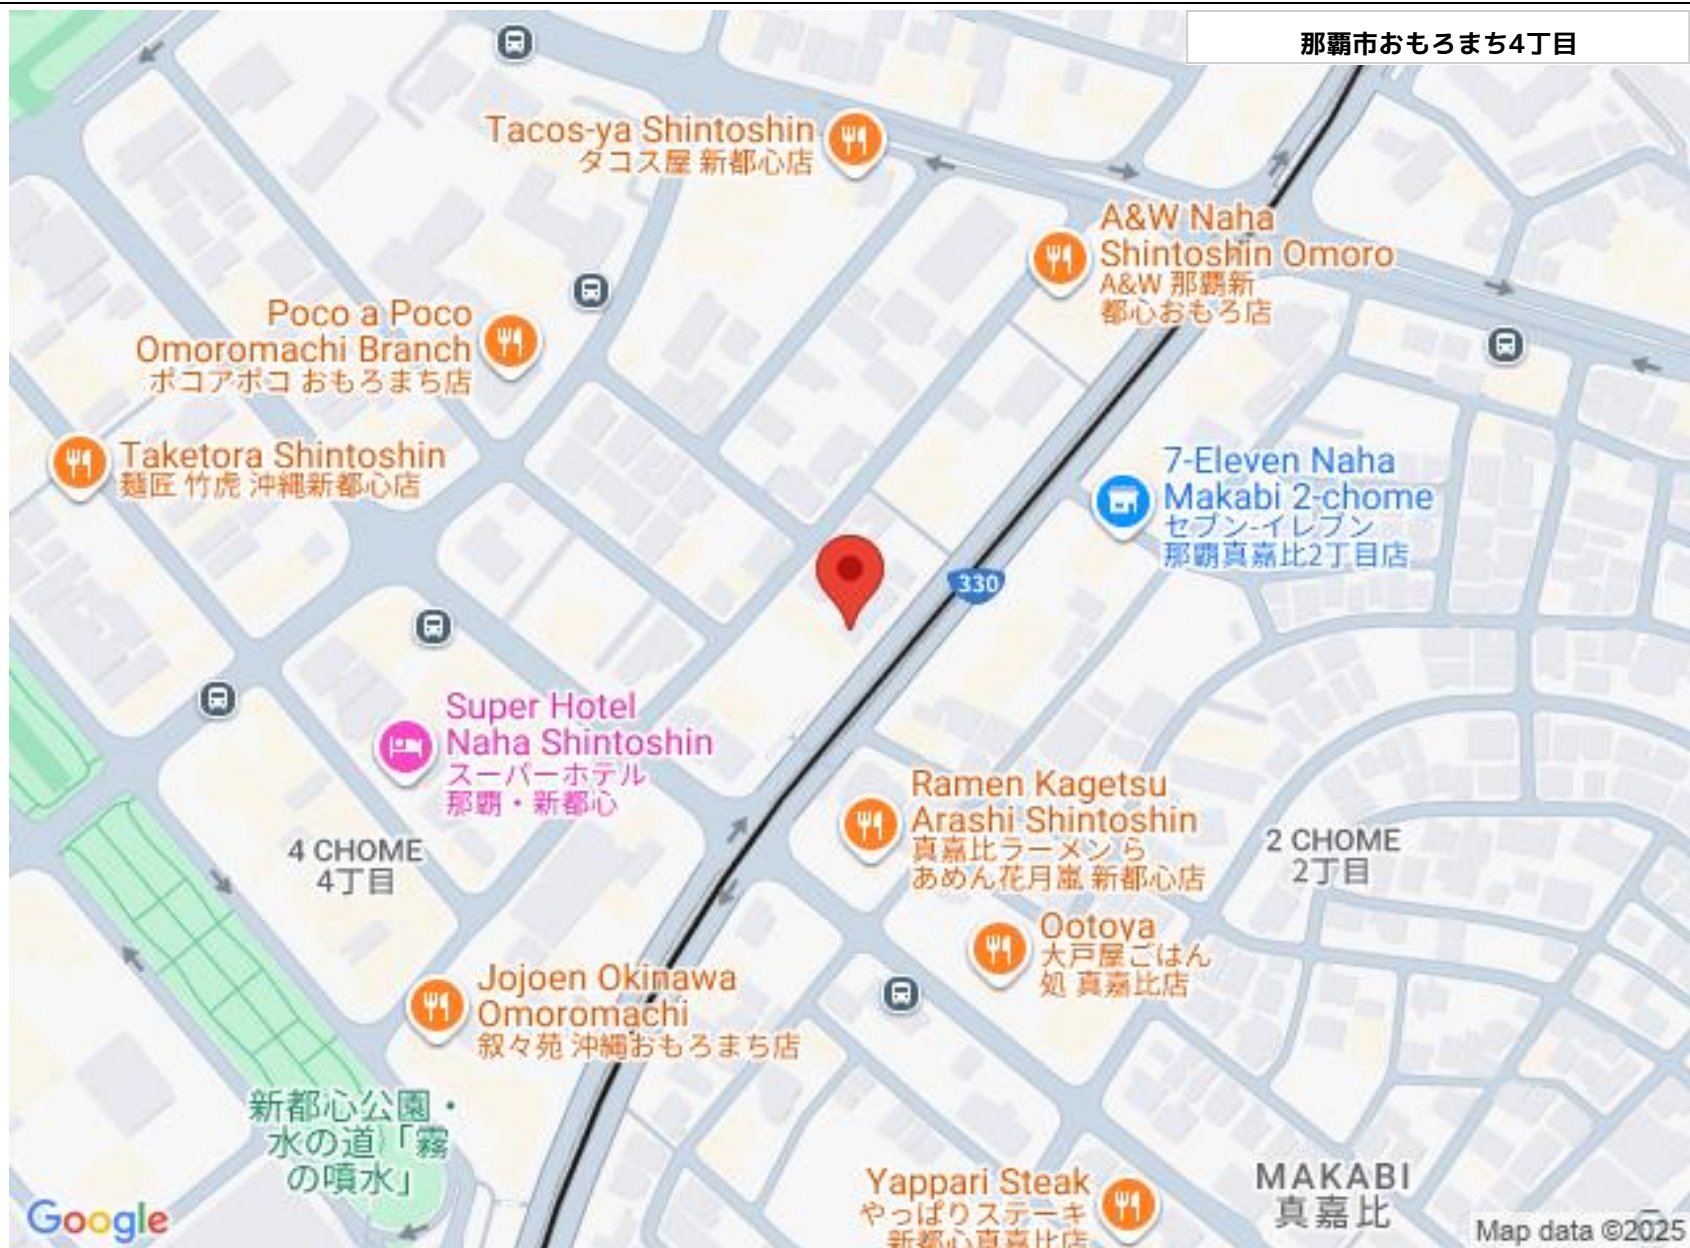 那覇市おもろまち4丁目
Tacos-ya Shintoshin
タコス屋 新都心店
A&W Naha
Shintoshin Omoro
A&W 那覇新
都心おもろ店
Poco a Poco
Omoromachi Branch
ポコアポコ おもろまち店
Taketora Shintoshin
麺匠 竹虎 沖縄新都心店
7-Eleven Naha
Makabi 2-chome
セブン-イレブン
那覇真嘉比2丁目店
330
Super Hotel
Naha Shintoshin
スーパーホテル
那覇・新都心
Ramen Kagetsu
Arashi Shintoshin
真嘉比ラーメン ら
あめん花月嵐 新都心店
4 CHOME
4丁目
2 CHOME
2丁目
Ootoya
大戸屋ごはん
処 真嘉比店
Jojoen Okinawa
Omoromachi
叙々苑 沖縄おもろまち店
新都心公園・
水の道「霧
の噴水」
Yappari Steak
やっぱりステーキ
新都心真嘉比店
MAKABI
真嘉比
Google
Map data ©2025